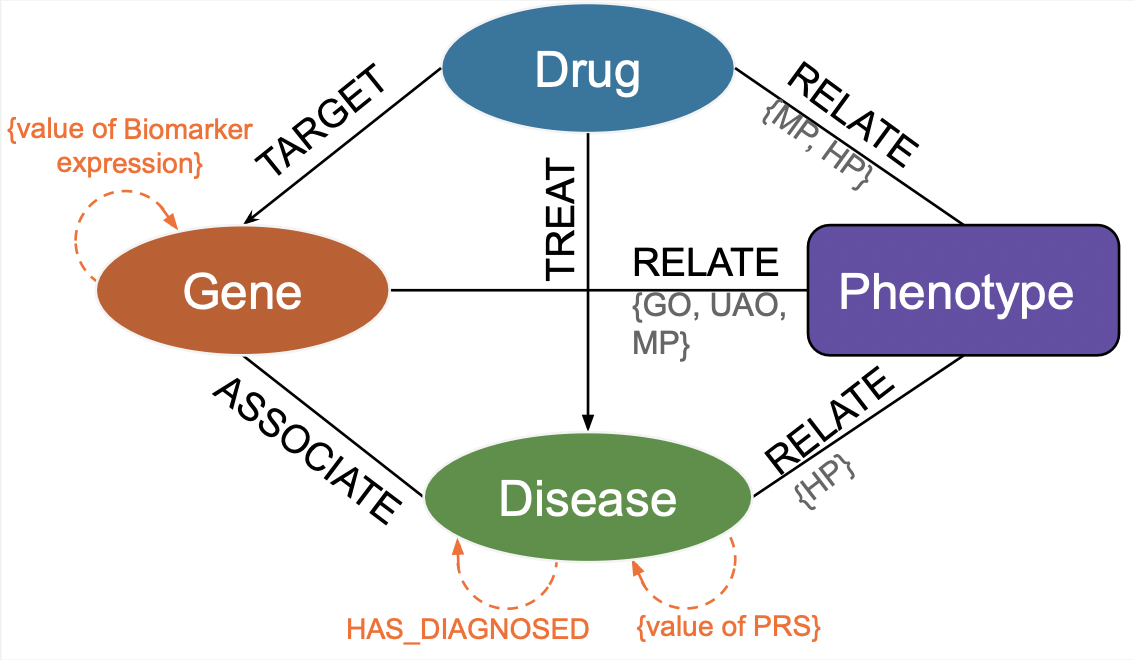 Drug
TARGET
RELATE
{MP, HP}
{value of Biomarker
expression}
TREAT
Gene
RELATE
{GO, UAO,
MP}
Phenotype
ASSOCIATE
RELATE
{HP}
Disease
HAS_DIAGNOSED
{value of PRS}